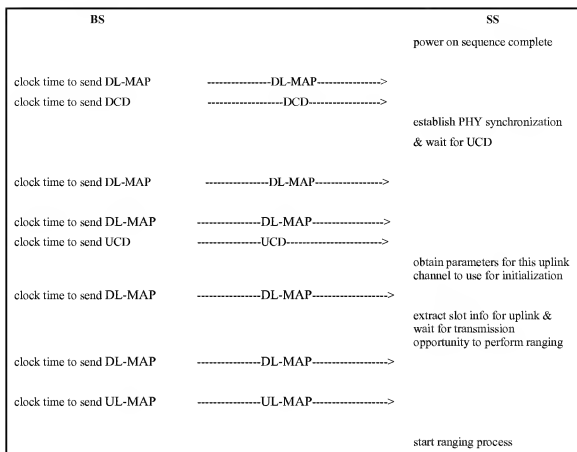 BS SS
power on sequence complete
clock time to send DL-MAP ----------------DL-MAP---------------->
clock time to send DCD -------------------DCD------------------>
establish PHY synchronization
& wait for UCD
clock time to send DL-MAP ----------------DL-MAP----------------->
clock time to send DL-MAP ----------------DL-MAP------------------>
clock time to send UCD ----------------UCD------------------------>
obtain parameters for this uplink
channel to use for initialization
clock time to send DL-MAP ----------------DL-MAP------------------->
extract slot info for uplink &
wait for transmission
opportunity to perform ranging
clock time to send DL-MAP ----------------DL-MAP------------------->
clock time to send UL-MAP ----------------UL-MAP------------------->
start ranging process